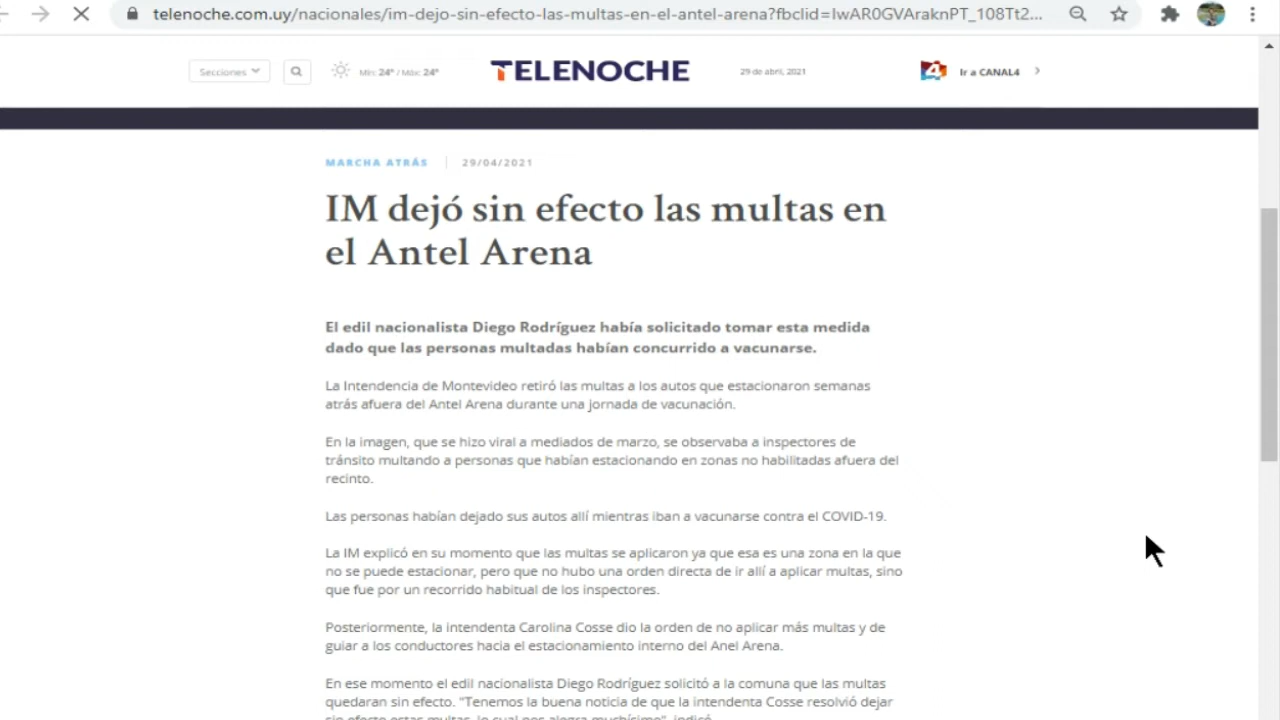 telenoche.com.uy/nacionales/im-dejo-sin-efecto-las-multas-en-el-antel-arena?fbclid=IwAR0GVAraknPT_108Tt2...
Secciones
Mín: 24° / Máx: 24°
TELENOCHE
29 de abril, 2021
4
Ir a CANAL4
MARCHA ATRÁS
29/04/2021
IM dejó sin efecto las multas en
el Antel Arena
El edil nacionalista Diego Rodríguez había solicitado tomar esta medida
dado que las personas multadas habían concurrido a vacunarse.
La Intendencia de Montevideo retiró las multas a los autos que estacionaron semanas
atrás afuera del Antel Arena durante una jornada de vacunación.
En la imagen, que se hizo viral a mediados de marzo, se observaba a inspectores de
tránsito multando a personas que habían estacionando en zonas no habilitadas afuera del
recinto.
Las personas habían dejado sus autos allí mientras iban a vacunarse contra el COVID-19.
La IM explicó en su momento que las multas se aplicaron ya que esa es una zona en la que
no se puede estacionar, pero que no hubo una orden directa de ir allí a aplicar multas, sino
que fue por un recorrido habitual de los inspectores.
Posteriormente, la intendenta Carolina Cosse dio la orden de no aplicar más multas y de
guiar a los conductores hacia el estacionamiento interno del Anel Arena.
En ese momento el edil nacionalista Diego Rodríguez solicitó a la comuna que las multas
quedaran sin efecto. "Tenemos la buena noticia de que la intendenta Cosse resolvió dejar
sin efecto estas multas, lo cual nos alegra muchísimo", indicó